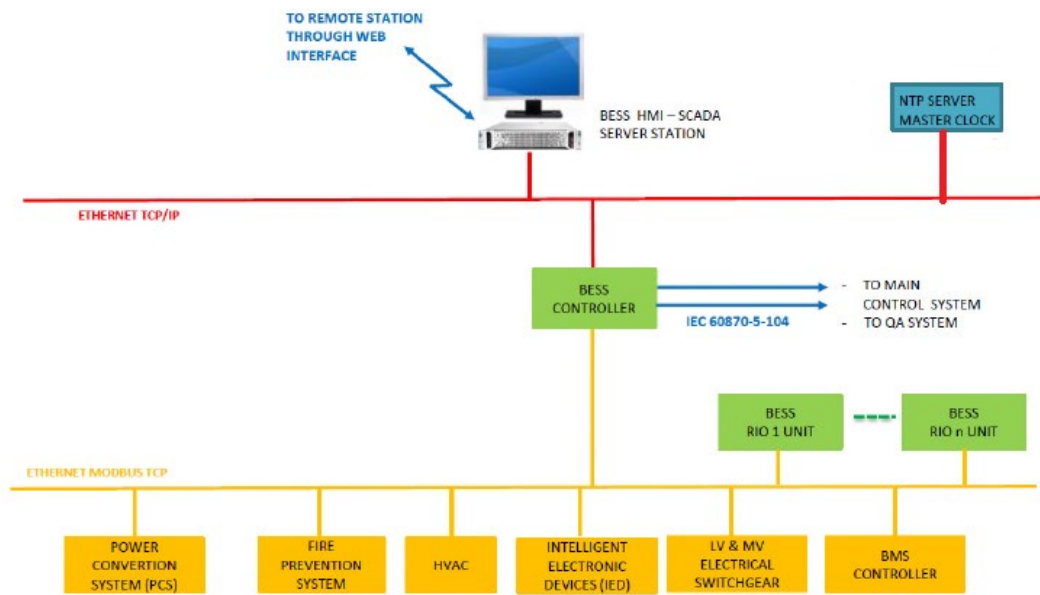 TO REMOTE STATION
THROUGH WEB
INTERFACE
BESS HMI – SCADA
SERVER STATION
NTP SERVER
MASTER CLOCK
ETHERNET TCP/IP
BESS
CONTROLLER
IEC 60870-5-104
- TO MAIN
CONTROL SYSTEM
- TO QA SYSTEM
BESS
RIO 1 UNIT
BESS
RIO n UNIT
ETHERNET MODBUS TCP
POWER
CONVERTION
SYSTEM (PCS)
FIRE
PREVENTION
SYSTEM
HVAC
INTELLIGENT
ELECTRONIC
DEVICES (IED)
LV & MV
ELECTRICAL
SWITCHGEAR
BMS
CONTROLLER